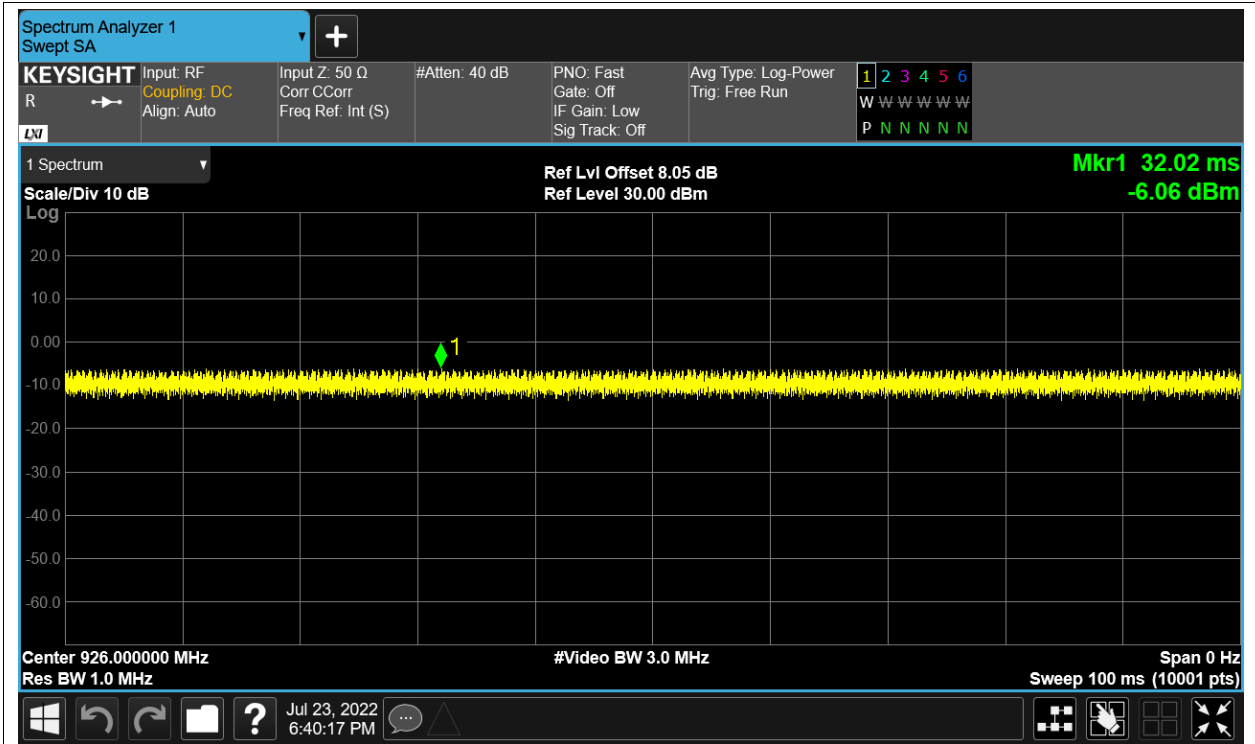 Spectrum Analyzer 1
Swept SA
KEYSIGHT
R
LXI
Input: RF
Coupling: DC
Align: Auto
Input Z: 50 Ω
Corr CCorr
Freq Ref: Int (S)
#Atten: 40 dB
PNO: Fast
Gate: Off
IF Gain: Low
Sig Track: Off
Avg Type: Log-Power
Trig: Free Run
1 2 3 4 5 6
W W W W W W
P N N N N N
1 Spectrum
Scale/Div 10 dB
Log
Ref Lvl Offset 8.05 dB
Ref Level 30.00 dBm
Mkr1 32.02 ms
-6.06 dBm
20.0
10.0
0.00
-10.0
-20.0
-30.0
-40.0
-50.0
-60.0
1
Center 926.000000 MHz
Res BW 1.0 MHz
#Video BW 3.0 MHz
Span 0 Hz
Sweep 100 ms (10001 pts)
?
Jul 23, 2022
6:40:17 PM